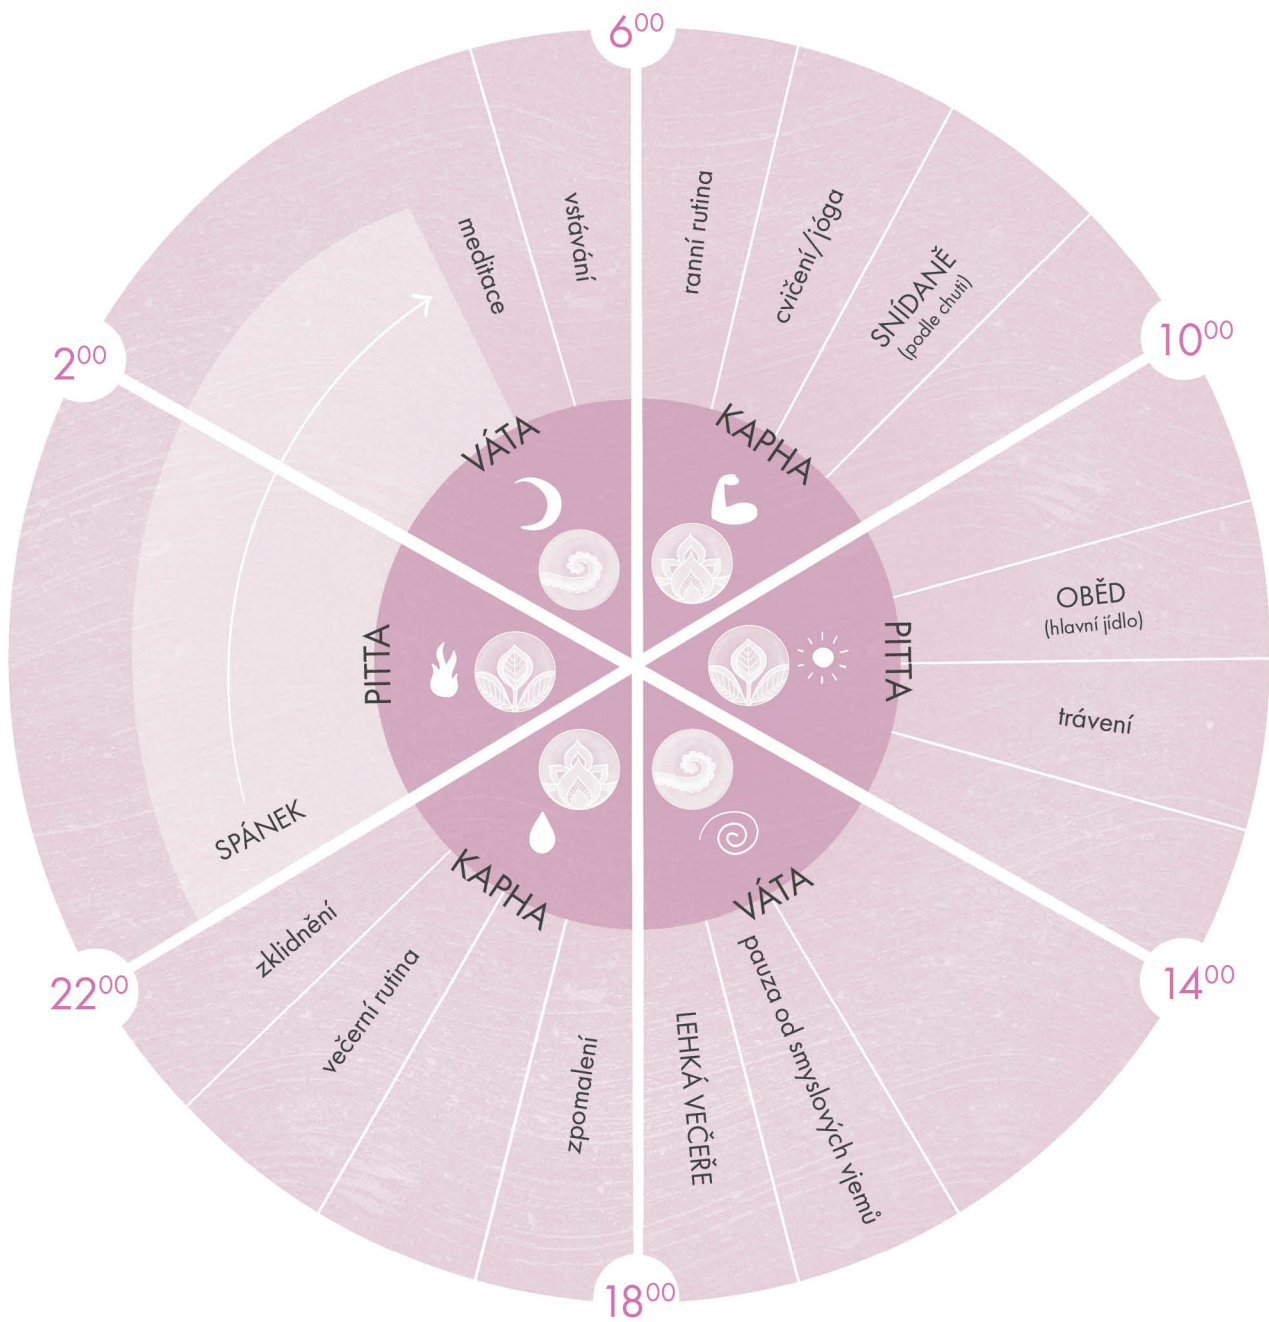 6⁰⁰
vstávání
ranní rutina
cvičení/jóga
SNÍDANĚ
(podle chuti)
10⁰⁰
OBĚD
(hlavní jídlo)
trávení
14⁰⁰
pauza od smyslových vjemů
LEHKÁ VEČEŘE
18⁰⁰
zpomalení
večerní rutina
zklidnění
22⁰⁰
SPÁNEK
2⁰⁰
meditace
VÁTA
KAPHA
PITTA
VÁTA
KAPHA
PITTA